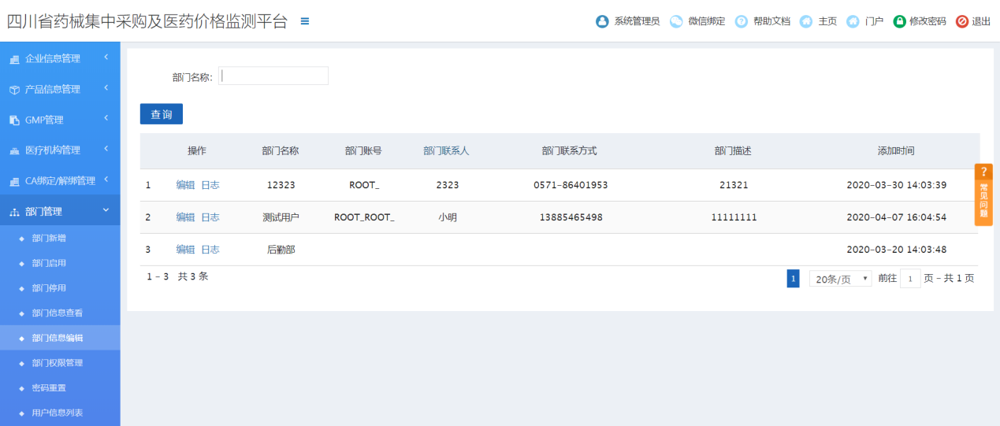 四川省药械集中采购及医药价格监测平台
系统管理员 微信绑定 帮助文档 主页 门户 修改密码 退出
企业信息管理
产品信息管理
GMP管理
医疗机构管理
CA绑定/解绑管理
部门管理
部门新增
部门启用
部门停用
部门信息查看
部门信息编辑
部门权限管理
密码重置
用户信息列表
部门名称:
查询
操作 部门名称 部门账号 部门联系人 部门联系方式 部门描述 添加时间
1 编辑 日志 12323 ROOT_ 2323 0571-86401953 21321 2020-03-30 14:03:39
2 编辑 日志 测试用户 ROOT_ROOT_ 小明 13885465498 11111111 2020-04-07 16:04:54
3 编辑 日志 后勤部 2020-03-20 14:03:48
1 - 3 共 3 条
1 20条/页 前往 1 页 - 共 1 页
?
常见问题